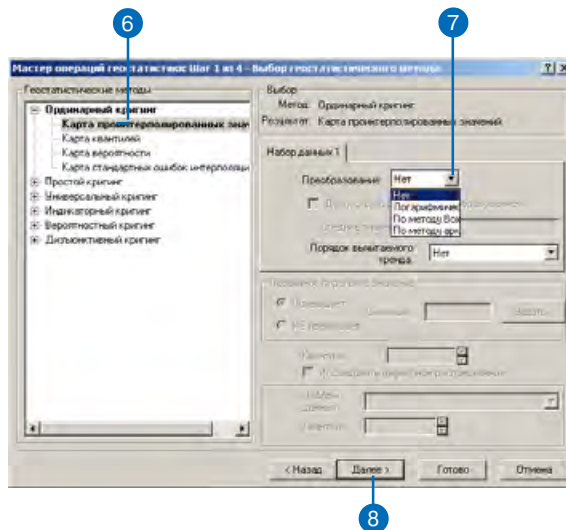 6
7
Мастер операций геостатистики: Шаг 1 из 4 - Выбор геостатистического метода
? x
Геостатистические методы
Ординарный кригинг
Карта проинтерполированных знач
Карта квантилей
Карта вероятности
Карта стандартных ошибок интерполяци
Простой кригинг
Универсальный кригинг
Индикаторный кригинг
Вероятностный кригинг
Дизъюнктивный кригинг
Выбор
Метод: Ординарный кригинг
Результат: Карта проинтерполированных значений
Набор данных 1
Преобразование: Нет
Нет
Логарифмичес
По методу Бок
По методу арк
Порядок вычитаемого тренда: Нет
< Назад
Далее >
Готово
Отмена
8